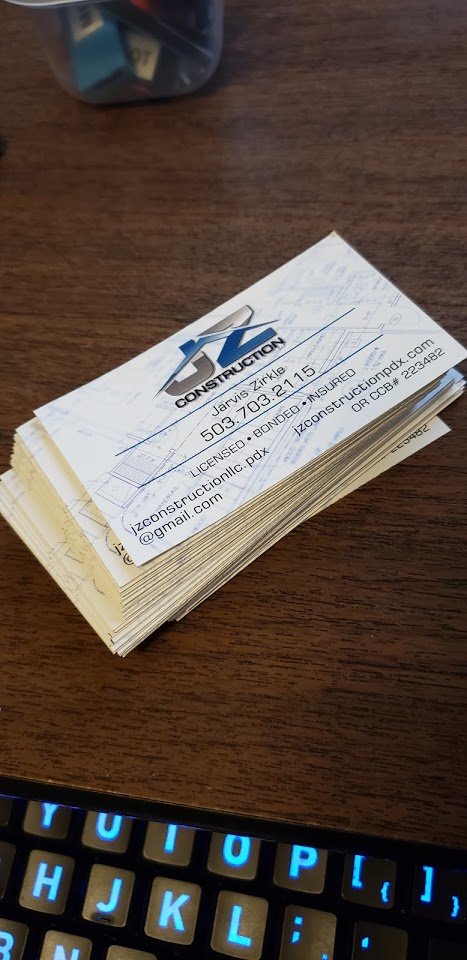 JZ
CONSTRUCTION
Jarvis Zirkle
503.703.2115
LICENSED • BONDED • INSURED
jzconstructionllc.pdx
@gmail.com
jzconstructionpdx.com
OR CCB# 223482
223482
Y U I O P [ { ] }
H J K L ; : '
B N